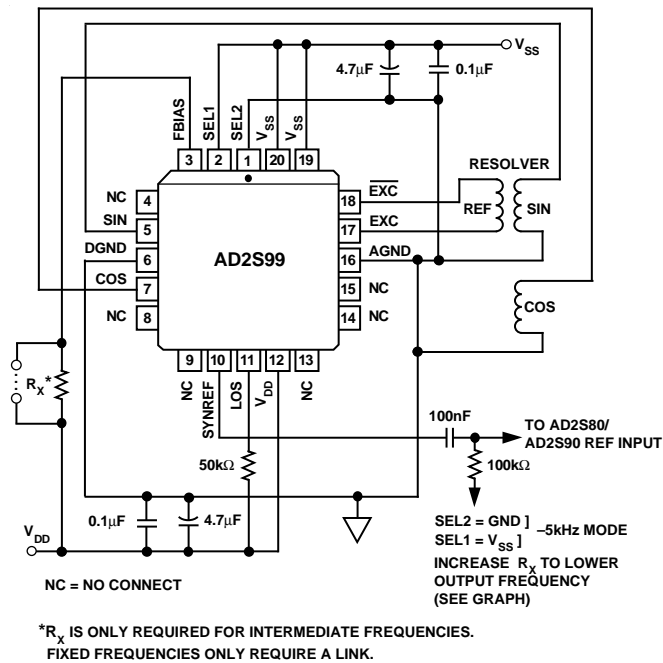 V_SS
4.7μF
0.1μF
FBIAS
SEL1
SEL2
V_SS
V_SS
3
2
1
20
19
RESOLVER
NC
4
18
EXC
REF
SIN
SIN
5
17
EXC
DGND
6
AD2S99
16
AGND
COS
7
15
NC
COS
NC
8
14
NC
9
10
11
12
13
R_X*
NC
SYNREF
LOS
V_DD
NC
100nF
TO AD2S80/
AD2S90 REF INPUT
50kΩ
100kΩ
0.1μF
4.7μF
V_DD
SEL2 = GND ]
SEL1 = V_SS ]
–5kHz MODE
INCREASE R_X TO LOWER
OUTPUT FREQUENCY
(SEE GRAPH)
NC = NO CONNECT
*R_X IS ONLY REQUIRED FOR INTERMEDIATE FREQUENCIES.
FIXED FREQUENCIES ONLY REQUIRE A LINK.